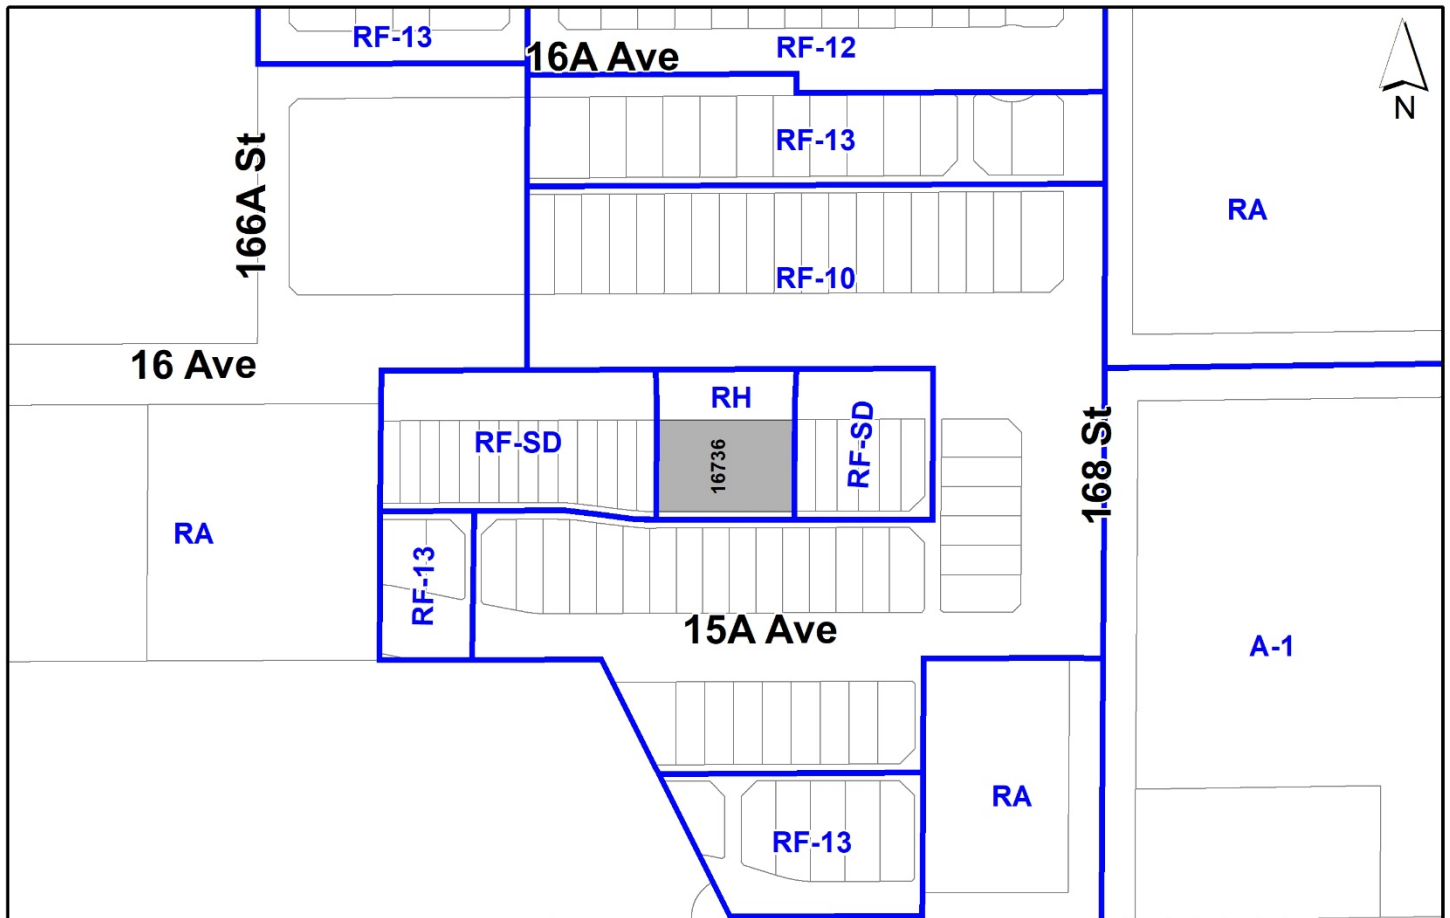 RF-13
16A Ave
RF-12
N
166A St
RF-13
RA
RF-10
16 Ave
RH
RF-SD
16736
RF-SD
168 St
RA
RF-13
15A Ave
A-1
RA
RF-13